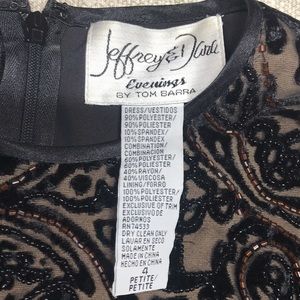 Jeffrey & Dara
Evenings
BY TOM BARRA
DRESS/VESTIDOS
90% POLYESTER/
90% POLIESTER
10% SPANDEX/
10% SPANDEX
COMBINATION/
COMBINACION
60% POLYESTER/
60% POLIESTER
40% RAYON/
40% VISCOSA
LINING/FORRO
100% POLYESTER/
100% POLIESTER
EXCLUSIVE OF TRIM
EXCLUSIVO DE
ADORNOS
RN74533
DRY CLEAN ONLY
LAVAR EN SECO
SOLAMENTE
MADE IN CHINA
HECHO EN CHINA
4
PETITE/
PETITE